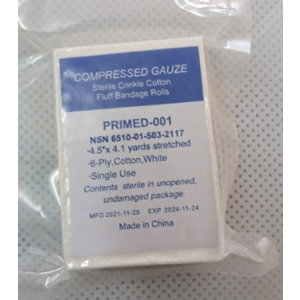 COMPRESSED GAUZE
Sterile Crinkle Cotton
Fluff Bandage Rolls
PRIMED-001
NSN 6510-01-503-2117
-4.5"x 4.1 yards stretched
-6-Ply,Cotton,White
-Single Use
Contents sterile in unopened,
undamaged package
MFG 2021-11-25 EXP 2024-11-24
Made in China